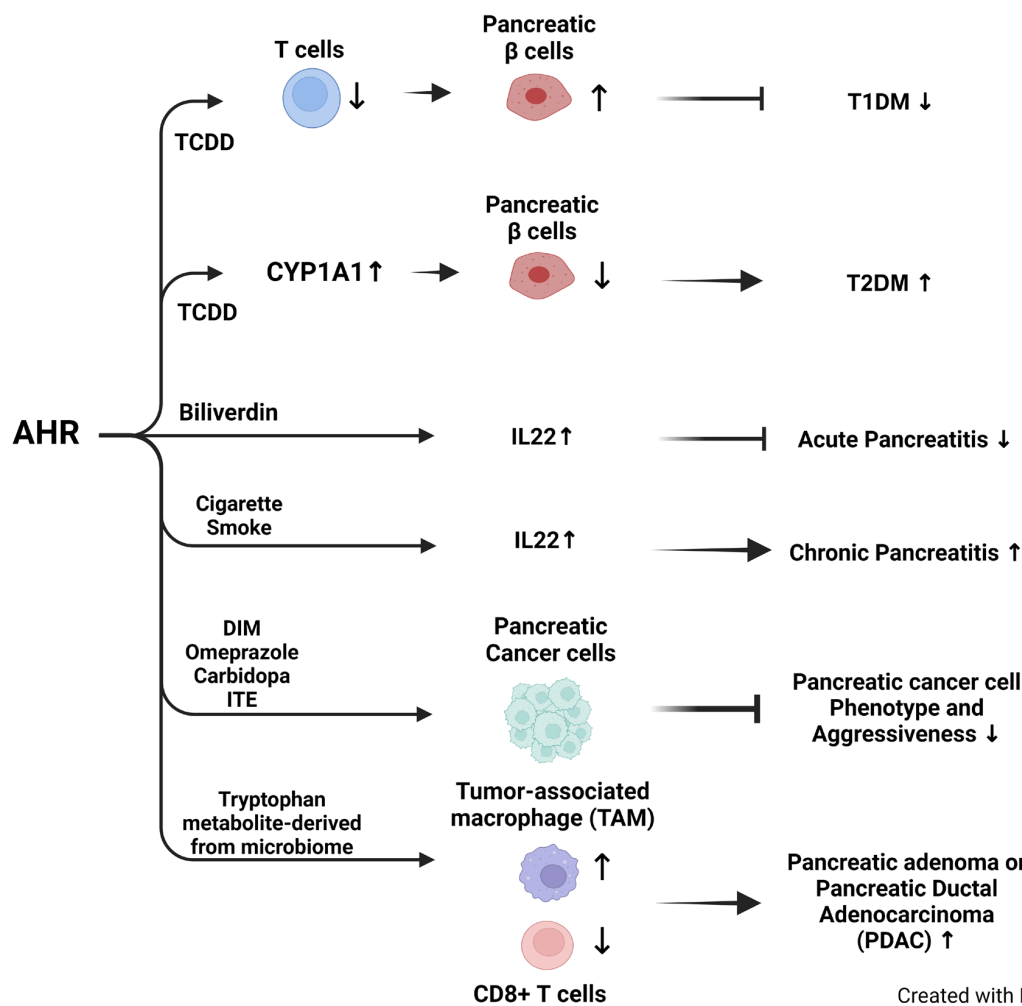 T cells ↓
Pancreatic
β cells ↑
T1DM ↓
TCDD
Pancreatic
β cells ↓
CYP1A1↑
T2DM ↑
TCDD
AHR
Biliverdin
IL22↑
Acute Pancreatitis ↓
Cigarette
Smoke
IL22↑
Chronic Pancreatitis ↑
DIM
Omeprazole
Carbidopa
ITE
Pancreatic
Cancer cells
Pancreatic cancer cell
Phenotype and
Aggressiveness ↓
Tryptophan
metabolite-derived
from microbiome
Tumor-associated
macrophage (TAM)
↑
↓
CD8+ T cells
Pancreatic adenoma or
Pancreatic Ductal
Adenocarcinoma
(PDAC) ↑
Created with